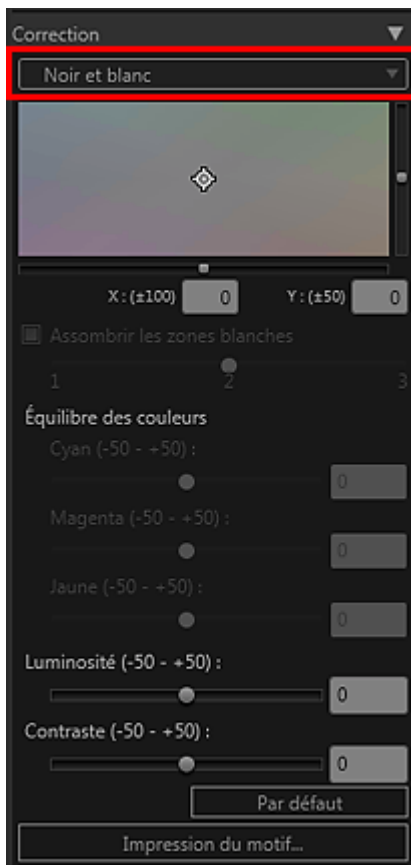 Correction
Noir et blanc
X : (±100) 0 Y : (±50) 0
Assombrir les zones blanches
1 2 3
Équilibre des couleurs
Cyan (-50 - +50) :
0
Magenta (-50 - +50) :
0
Jaune (-50 - +50) :
0
Luminosité (-50 - +50) :
0
Contraste (-50 - +50) :
0
Par défaut
Impression du motif...